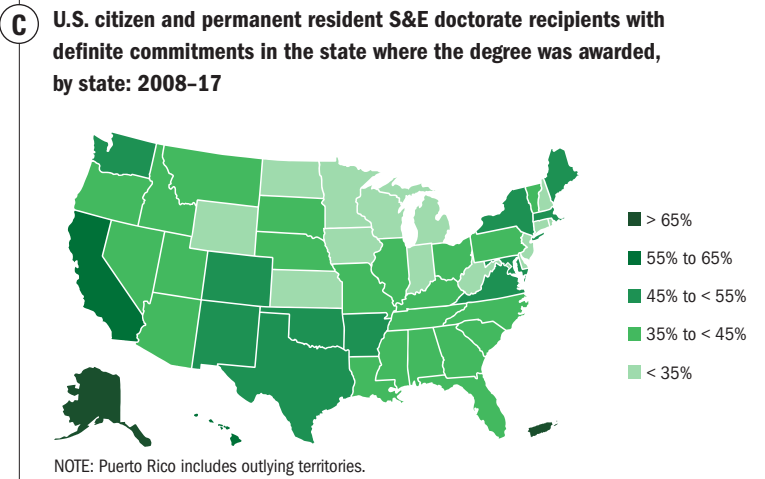 C
U.S. citizen and permanent resident S&E doctorate recipients with
definite commitments in the state where the degree was awarded,
by state: 2008–17
> 65%
55% to 65%
45% to < 55%
35% to < 45%
< 35%
NOTE: Puerto Rico includes outlying territories.